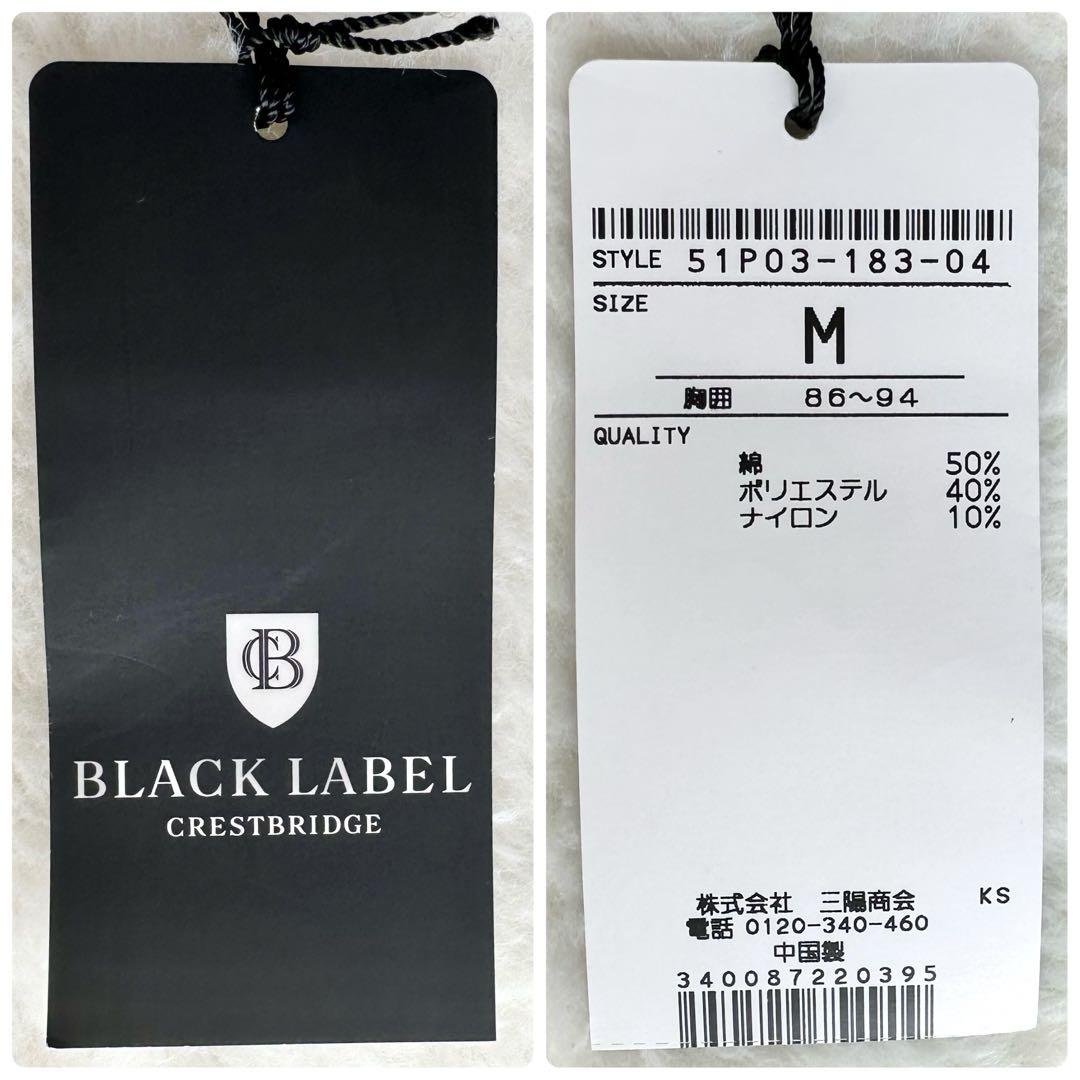 CB
BLACK LABEL
CRESTBRIDGE
STYLE 51P03-183-04
SIZE
M
胸囲 86~94
QUALITY
綿 50%
ポリエステル 40%
ナイロン 10%
株式会社 三陽商会 KS
電話 0120-340-460
中国製
340087220395